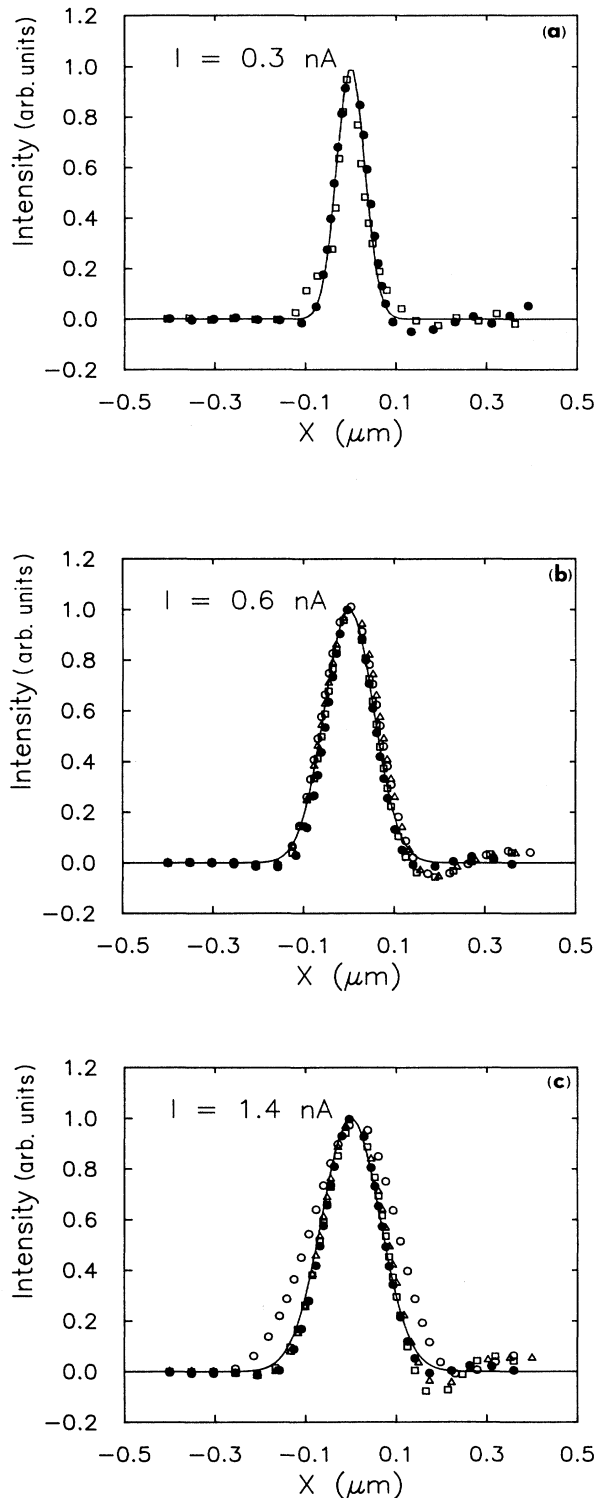 (a)
I = 0.3 nA
Intensity (arb. units)
1.2
1.0
0.8
0.6
0.4
0.2
0.0
−0.2
−0.5 −0.3 −0.1 0.1 0.3 0.5
X (μm)
(b)
I = 0.6 nA
Intensity (arb. units)
1.2
1.0
0.8
0.6
0.4
0.2
0.0
−0.2
−0.5 −0.3 −0.1 0.1 0.3 0.5
X (μm)
(c)
I = 1.4 nA
Intensity (arb. units)
1.2
1.0
0.8
0.6
0.4
0.2
0.0
−0.2
−0.5 −0.3 −0.1 0.1 0.3 0.5
X (μm)